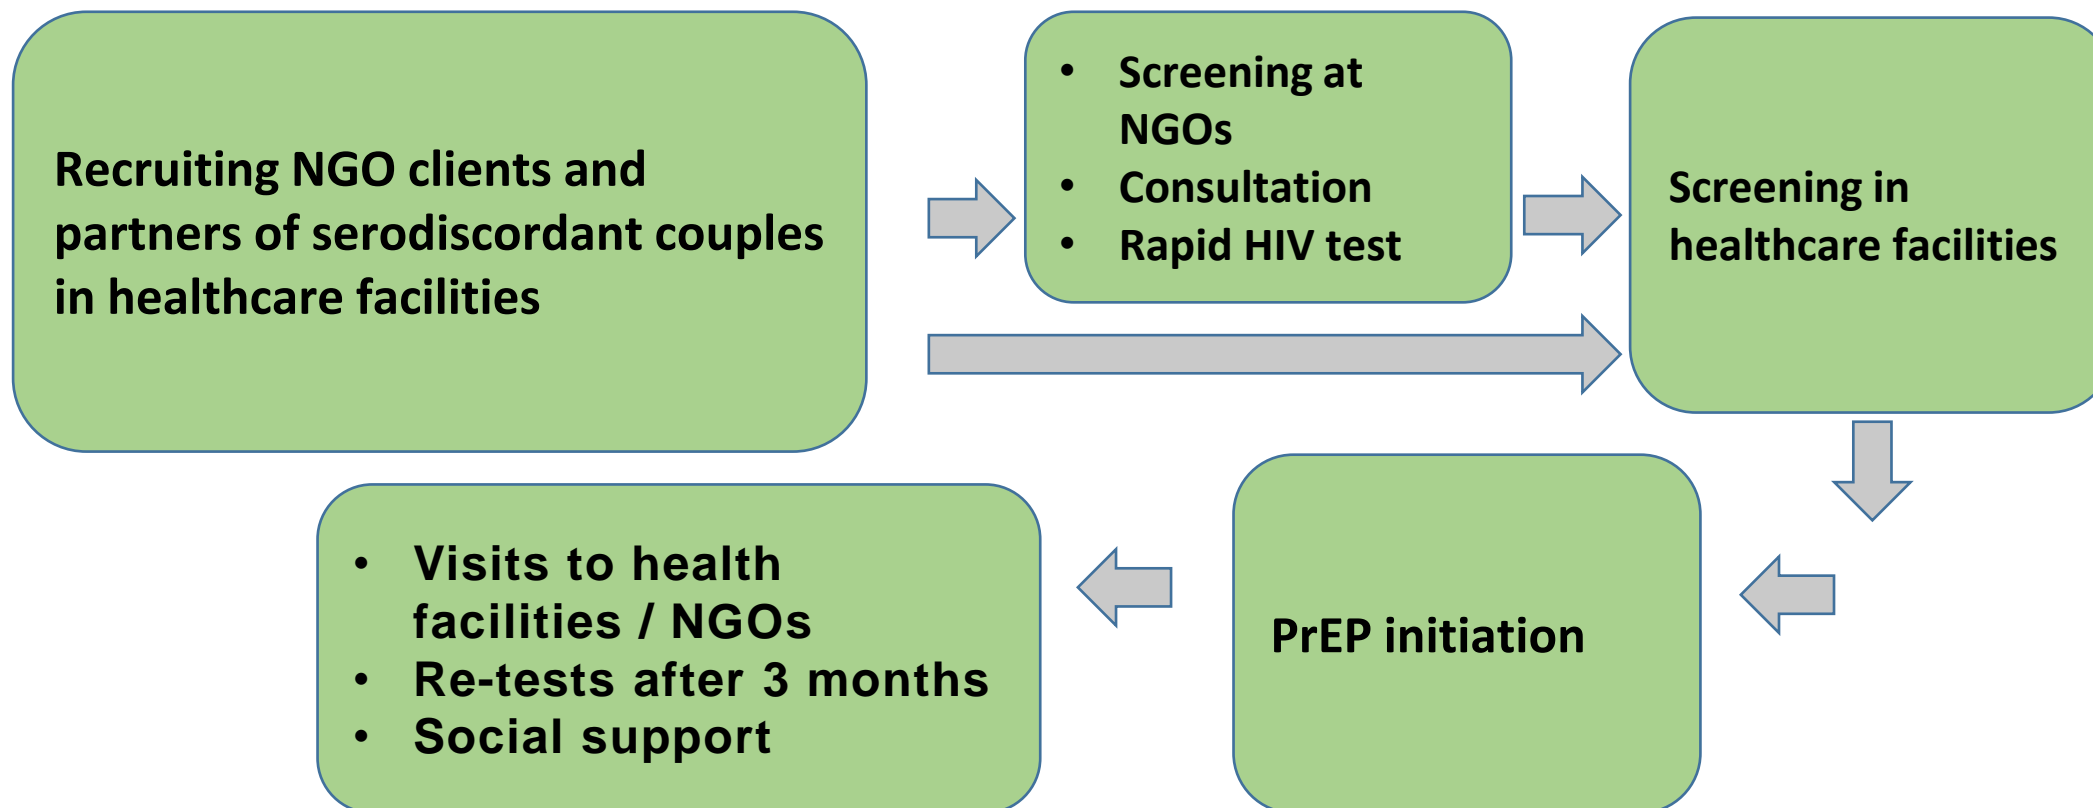 Recruiting NGO clients and
partners of serodiscordant couples
in healthcare facilities
• Screening at
NGOs
• Consultation
• Rapid HIV test
Screening in
healthcare facilities
PrEP initiation
• Visits to health
facilities / NGOs
• Re-tests after 3 months
• Social support